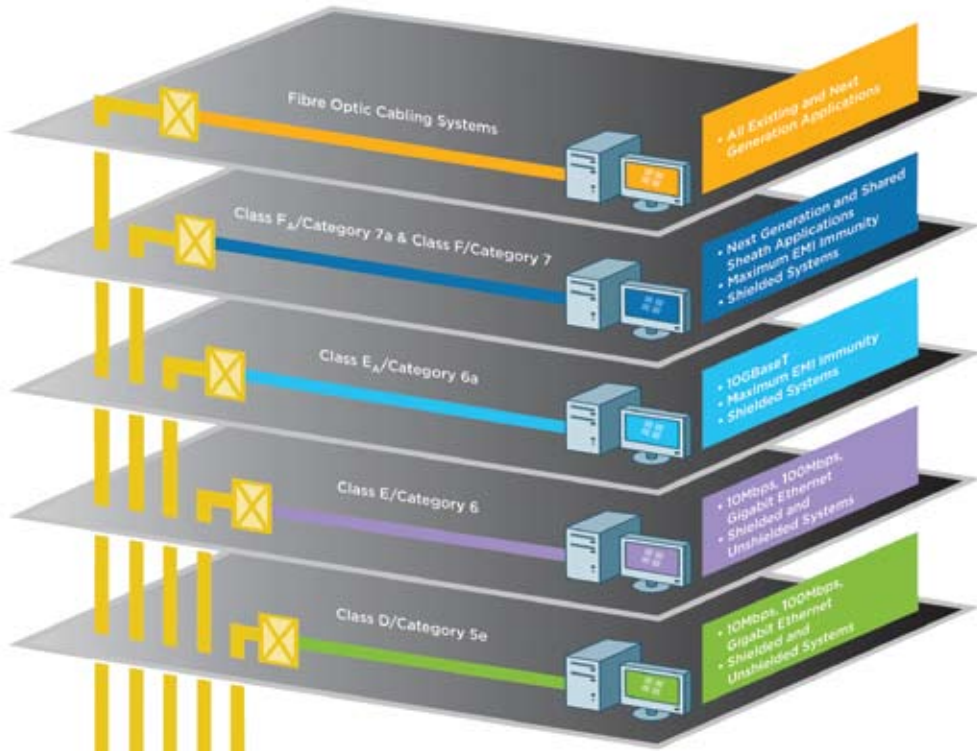 Fibre Optic Cabling Systems
• All Existing and Next
Generation Applications
Class FA/Category 7a & Class F/Category 7
• Next Generation and Shared
Sheath Applications
• Maximum EMI Immunity
• Shielded Systems
Class EA/Category 6a
• 10GBaseT
• Maximum EMI Immunity
• Shielded Systems
Class E/Category 6
• 10Mbps, 100Mbps,
Gigabit Ethernet
• Shielded and
Unshielded Systems
Class D/Category 5e
• 10Mbps, 100Mbps,
Gigabit Ethernet
• Shielded and
Unshielded Systems